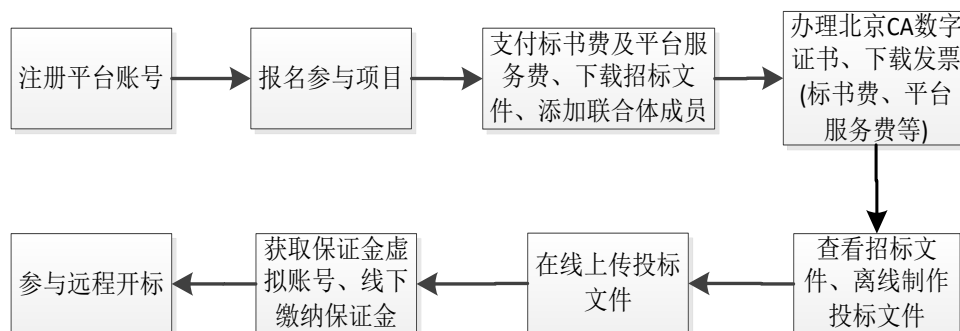 注册平台账号
报名参与项目
支付标书费及平台服
务费、下载招标文
件、添加联合体成员
办理北京CA数字
证书、下载发票
(标书费、平台
服务费等)
查看招标文
件、离线制作
投标文件
在线上传投标
文件
获取保证金虚
拟账号、线下
缴纳保证金
参与远程开标